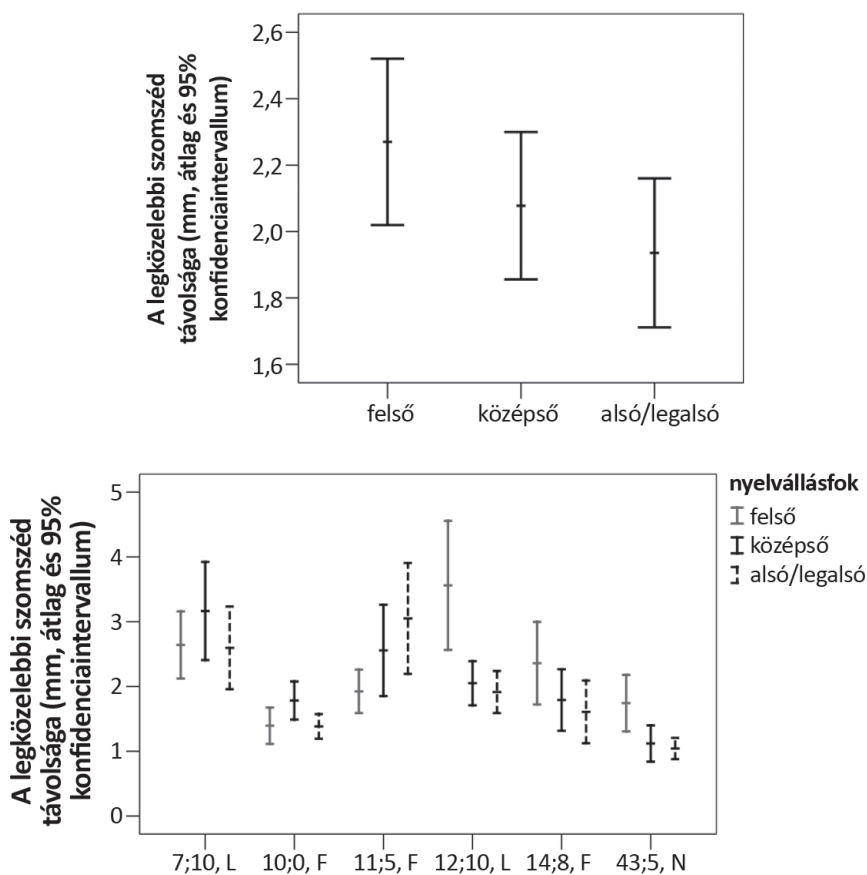 A legközelebbi szomszéd
távolsága (mm, átlag és 95%
konfidenciaintervallum)
2,6
2,4
2,2
2,0
1,8
1,6
felső középső alsó/legalsó
A legközelebbi szomszéd
távolsága (mm, átlag és 95%
konfidenciaintervallum)
5
4
3
2
1
0
7;10, L 10;0, F 11;5, F 12;10, L 14;8, F 43;5, N
nyelvállásfok
felső
középső
alsó/legalsó